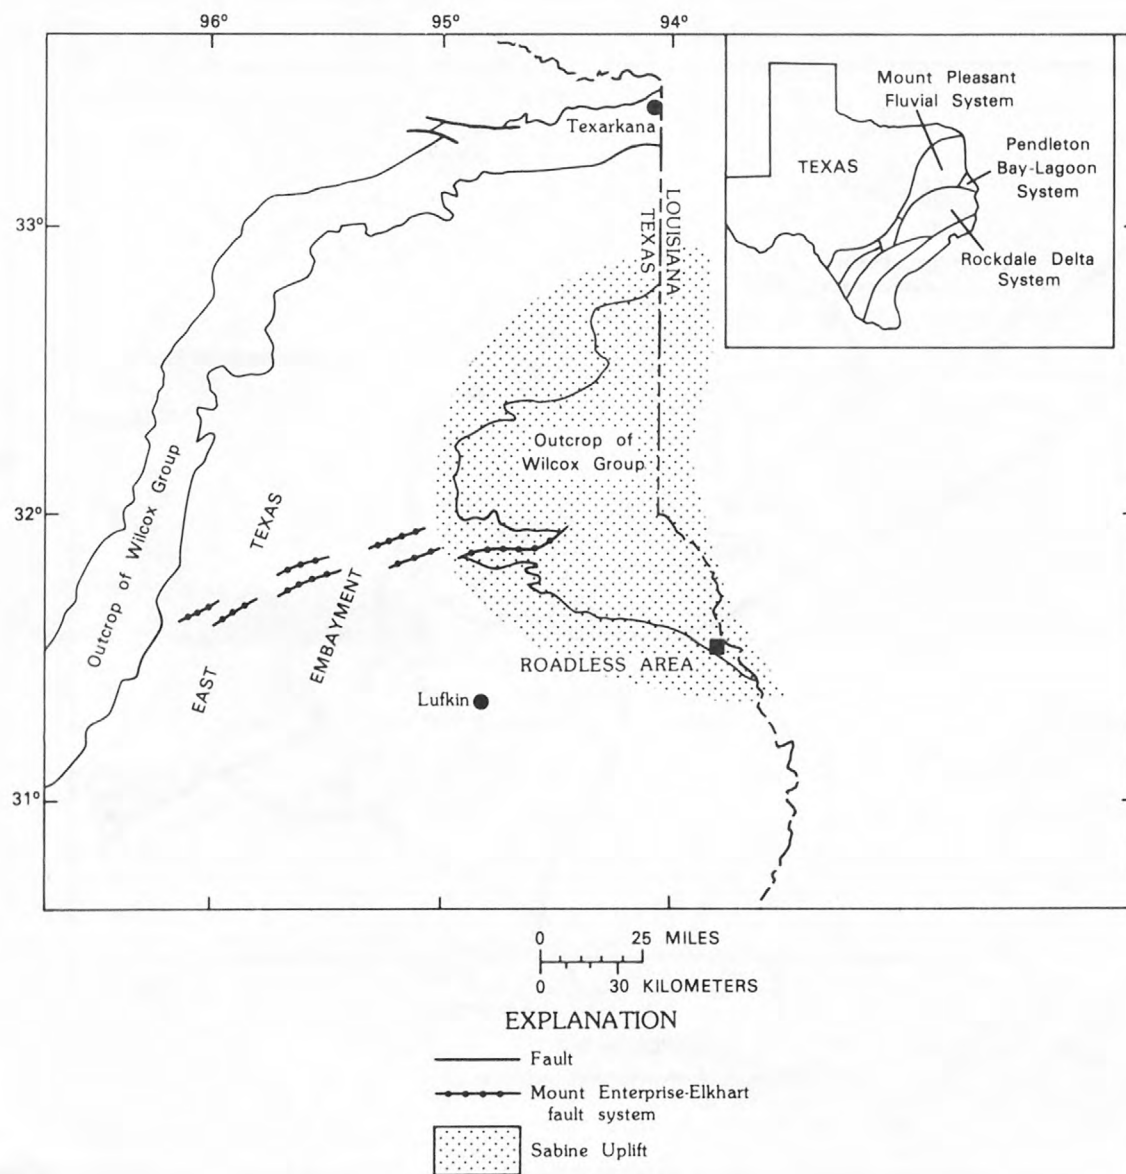 96°
95°
94°
Texarkana
33°
LOUISIANA
TEXAS
Mount Pleasant
Fluvial System
Pendleton
Bay-Lagoon
System
TEXAS
Rockdale Delta
System
Outcrop of
Wilcox Group
Outcrop of Wilcox Group
32°
TEXAS
EAST
EMBAYMENT
ROADLESS AREA
Lufkin
31°
0 25 MILES
0 30 KILOMETERS
EXPLANATION
Fault
Mount Enterprise-Elkhart
fault system
Sabine Uplift